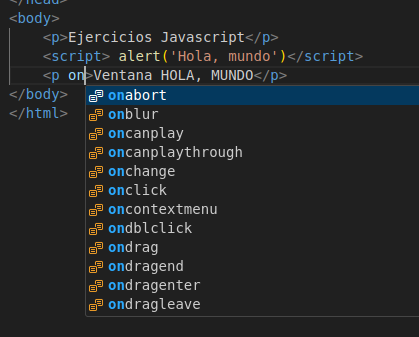 </head>
<body>
<p>Ejercicios Javascript</p>
<script> alert('Hola, mundo')</script>
<p on>Ventana HOLA, MUNDO</p>
</body>
</html>
onabort
onblur
oncanplay
oncanplaythrough
onchange
onclick
oncontextmenu
ondblclick
ondrag
ondragend
ondragenter
ondragleave